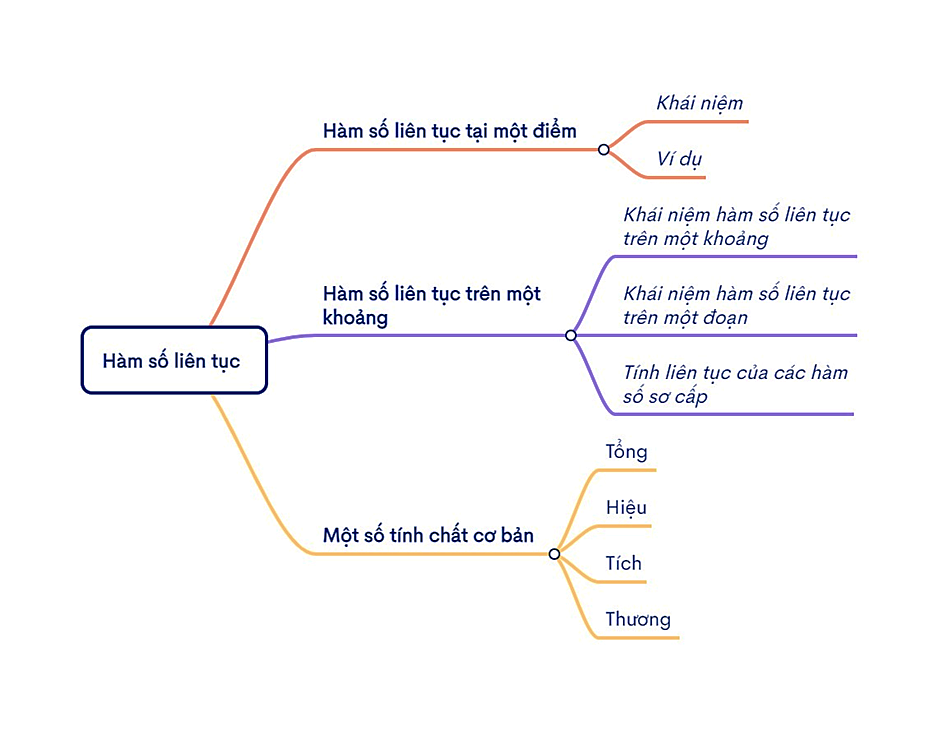 Hàm số liên tục
Hàm số liên tục tại một điểm
Khái niệm
Ví dụ
Hàm số liên tục trên một
khoảng
Khái niệm hàm số liên tục
trên một khoảng
Khái niệm hàm số liên tục
trên một đoạn
Tính liên tục của các hàm
số sơ cấp
Một số tính chất cơ bản
Tổng
Hiệu
Tích
Thương